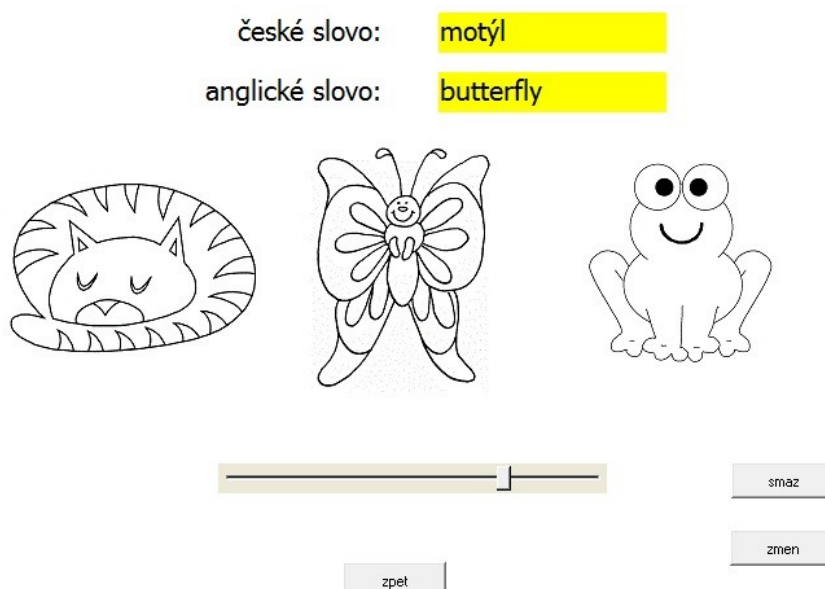 české slovo: motýl
anglické slovo: butterfly
smaz
zmen
zpet